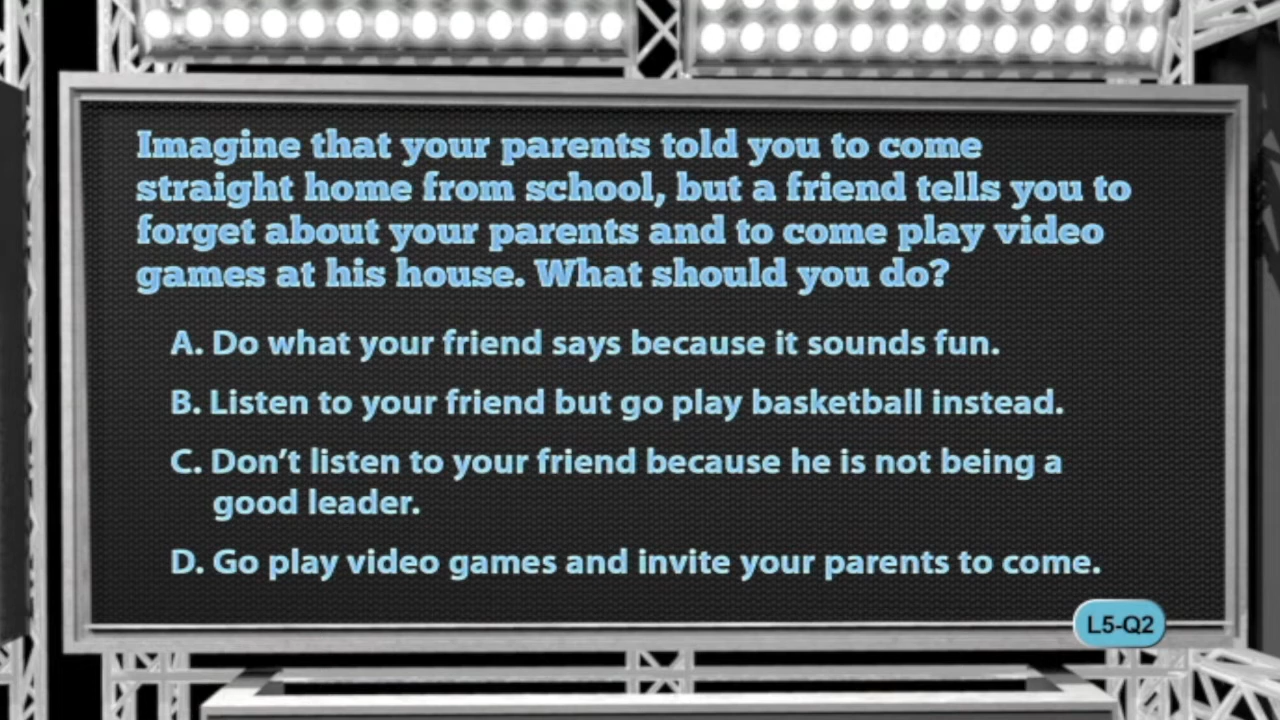 Imagine that your parents told you to come
straight home from school, but a friend tells you to
forget about your parents and to come play video
games at his house. What should you do?
A. Do what your friend says because it sounds fun.
B. Listen to your friend but go play basketball instead.
C. Don’t listen to your friend because he is not being a
good leader.
D. Go play video games and invite your parents to come.
L5-Q2